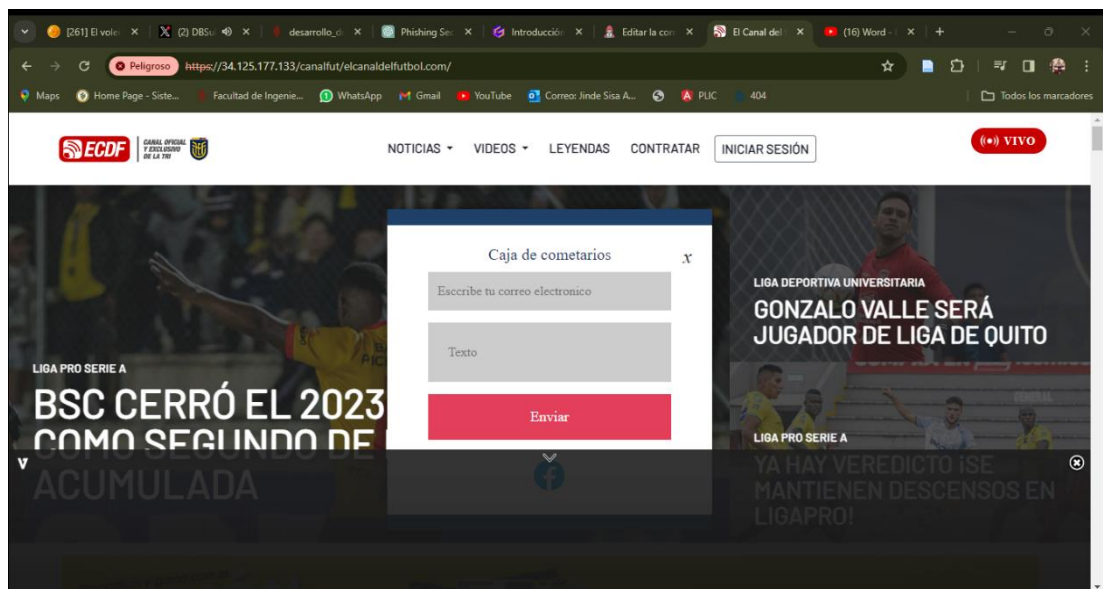 [261] El vole
(2) DBSu
desarrollo_d
Phishing Sec
Introducción
Editar la con
El Canal del
(16) Word -
Peligroso https://34.125.177.133/canalfut/elcanaldelfutbol.com/
Maps
Home Page - Siste...
Facultad de Ingenie...
WhatsApp
Gmail
YouTube
Correo: Jinde Sisa A...
PLIC
404
Todos los marcadores
ECDF
CANAL OFICIAL
Y EXCLUSIVO
DE LA TRI
NOTICIAS
VIDEOS
LEYENDAS
CONTRATAR
INICIAR SESIÓN
((●)) VIVO
Caja de cometarios
x
Esccribe tu correo electronico
Texto
Enviar
LIGA PRO SERIE A
BSC CERRÓ EL 2023
COMO SEGUNDO DE
ACUMULADA
v
LIGA DEPORTIVA UNIVERSITARIA
GONZALO VALLE SERÁ
JUGADOR DE LIGA DE QUITO
LIGA PRO SERIE A
YA HAY VEREDICTO ¡SE
MANTIENEN DESCENSOS EN
LIGAPRO!